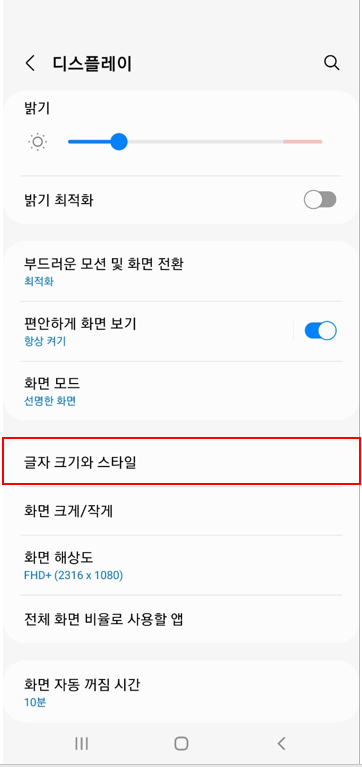 디스플레이
밝기
밝기 최적화
부드러운 모션 및 화면 전환
최적화
편안하게 화면 보기
항상 켜기
화면 모드
선명한 화면
글자 크기와 스타일
화면 크게/작게
화면 해상도
FHD+ (2316 x 1080)
전체 화면 비율로 사용할 앱
화면 자동 꺼짐 시간
10분